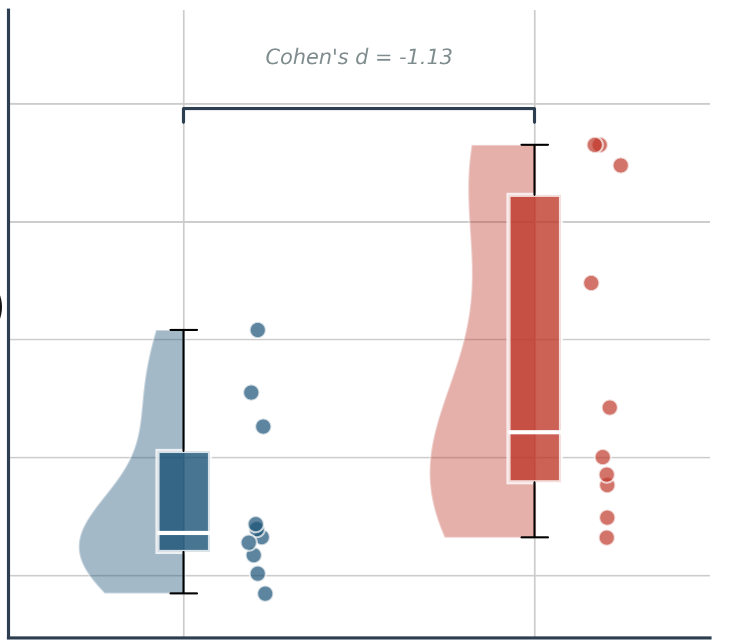 Cohen's d = -1.13